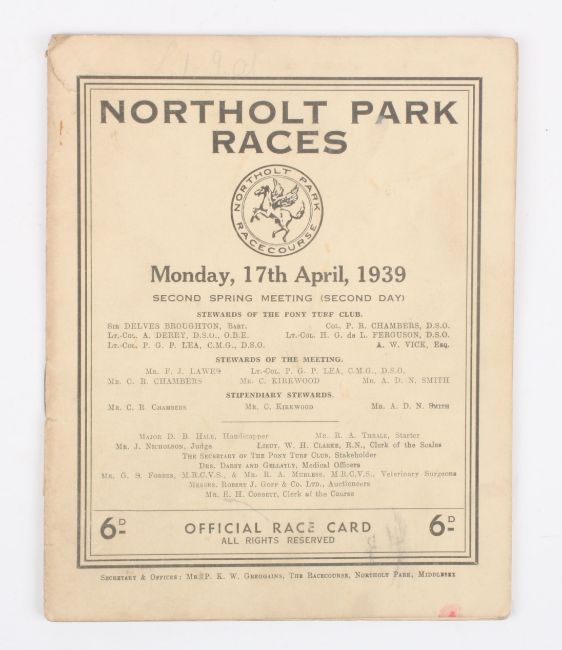 NORTHOLT PARK
RACES
NORTHOLT PARK
RACECOURSE
Monday, 17th April, 1939
SECOND SPRING MEETING (SECOND DAY)
STEWARDS OF THE PONY TURF CLUB.
Sir DELVES BROUGHTON, Bart. Col. P. R. CHAMBERS, D.S.O.
Lt.-Col. A. DERRY, D.S.O., O.B.E. Lt.-Col. H. G. de L. FERGUSON, D.S.O.
Lt.-Col. P. G. P. LEA, C.M.G., D.S.O. A. W. VICK, Esq.
STEWARDS OF THE MEETING.
Mr. F. J. LAWES Lt.-Col. P. G. P. LEA, C.M.G., D.S.O.
Mr. C. R. CHAMBERS Mr. C. KIRKWOOD Mr. A. D. N. SMITH
STIPENDIARY STEWARDS.
Mr. C. R. Chambers Mr. C. Kirkwood Mr. A. D. N. Smith
Major D. B. Hale, Handicapper Mr. R. A. Theale, Starter
Mr. J. Nicholson, Judge Lieut. W. H. Clarke, R.N., Clerk of the Scales
The Secretary of The Pony Turf Club, Stakeholder
Drs. Darby and Gellatly, Medical Officers
Mr. G. S. Forbes, M.R.C.V.S., & Mr. R. A. Murless, M.R.C.V.S., Veterinary Surgeons
Messrs. Robert J. Goff & Co. Ltd., Auctioneers
Mr. E. H. Corbett, Clerk of the Course
6D- OFFICIAL RACE CARD 6D-
ALL RIGHTS RESERVED
Secretary & Offices: Mr. P. K. W. Greggains, The Racecourse, Northolt Park, Middlesex